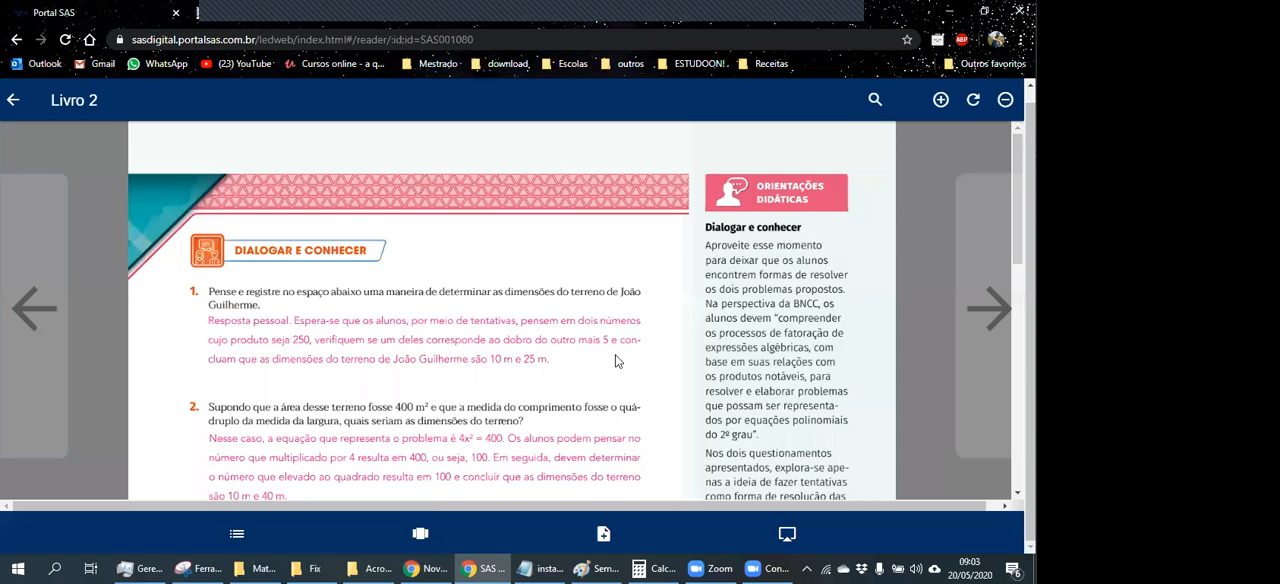 Portal SAS
sasdigital.portalsas.com.br/ledweb/index.html#/reader/:id;id=SAS001080
ABP
Outlook Gmail WhatsApp (23) YouTube Cursos online - a q... Mestrado download Escolas outros ESTUDOON! Receitas Outros favoritos
Livro 2
DIALOGAR E CONHECER
1. Pense e registre no espaço abaixo uma maneira de determinar as dimensões do terreno de João
Guilherme.
Resposta pessoal. Espera-se que os alunos, por meio de tentativas, pensem em dois números
cujo produto seja 250, verifiquem se um deles corresponde ao dobro do outro mais 5 e con-
cluam que as dimensões do terreno de João Guilherme são 10 m e 25 m.
2. Supondo que a área desse terreno fosse 400 m² e que a medida do comprimento fosse o quá-
druplo da medida da largura, quais seriam as dimensões do terreno?
Nesse caso, a equação que representa o problema é 4x² = 400. Os alunos podem pensar no
número que multiplicado por 4 resulta em 400, ou seja, 100. Em seguida, devem determinar
o número que elevado ao quadrado resulta em 100 e concluir que as dimensões do terreno
são 10 m e 40 m.
ORIENTAÇÕES
DIDÁTICAS
Dialogar e conhecer
Aproveite esse momento
para deixar que os alunos
encontrem formas de resolver
os dois problemas propostos.
Na perspectiva da BNCC, os
alunos devem “compreender
os processos de fatoração de
expressões algébricas, com
base em suas relações com
os produtos notáveis, para
resolver e elaborar problemas
que possam ser representa-
dos por equações polinomiais
do 2º grau”.
Nos dois questionamentos
apresentados, explora-se ape-
nas a ideia de fazer tentativas
como forma de resolução das
Gere... Ferra... Mat... Fix Acro... Nov... SAS ... insta... Sem... Calc... Zoom Con... 09:03
20/05/2020
6